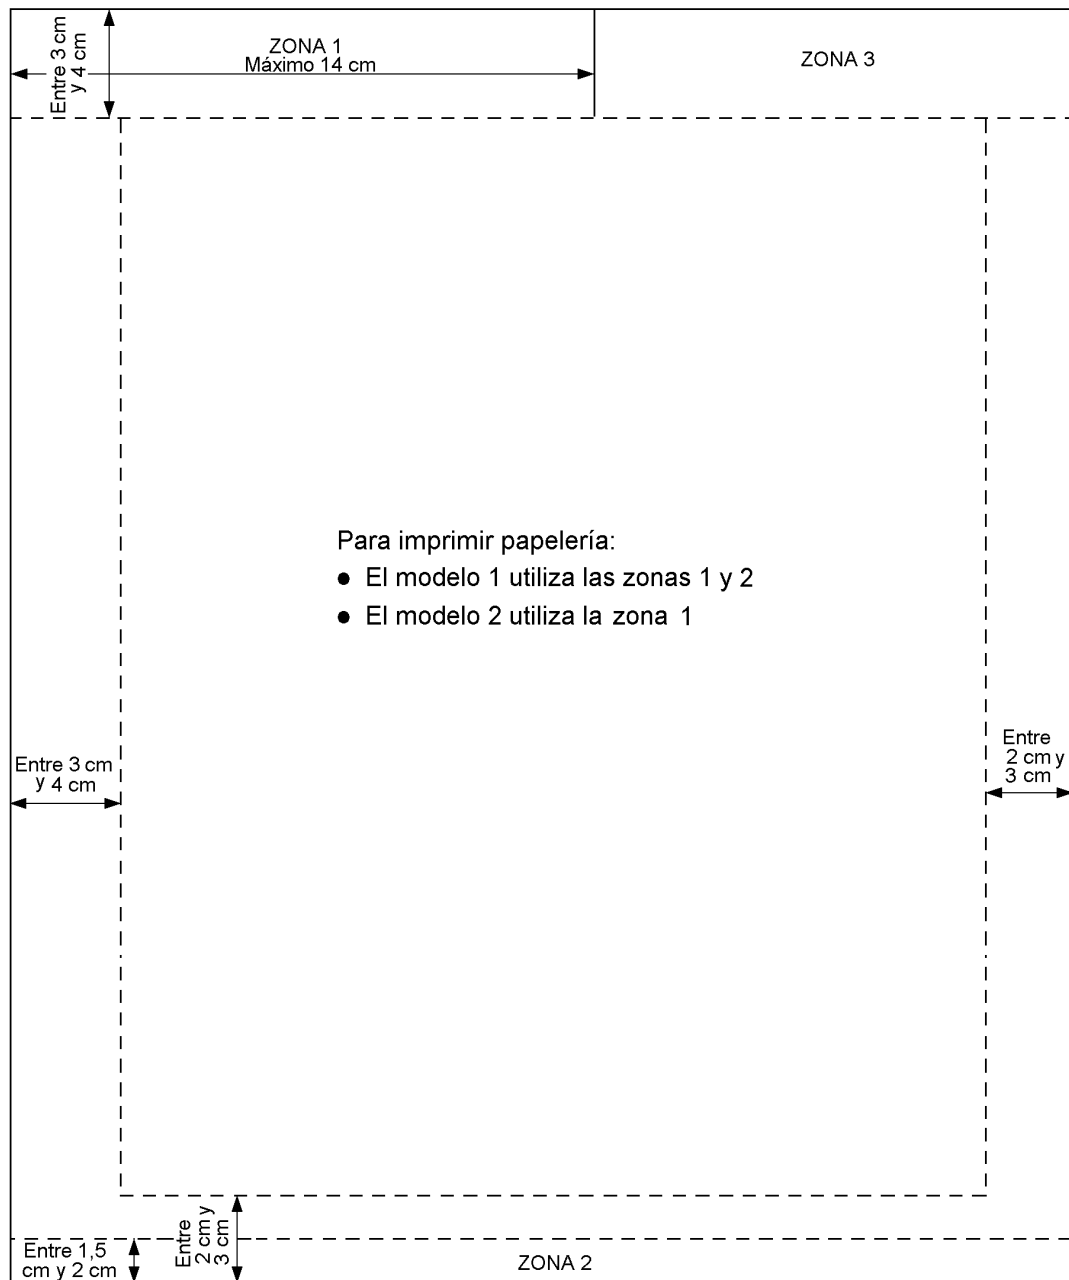 Entre 3 cm
y 4 cm
ZONA 1
Máximo 14 cm
ZONA 3
Para imprimir papelería:
● El modelo 1 utiliza las zonas 1 y 2
● El modelo 2 utiliza la zona 1
Entre 3 cm
y 4 cm
Entre
2 cm y
3 cm
Entre 1,5
cm y 2 cm
Entre
2 cm y
3 cm
ZONA 2